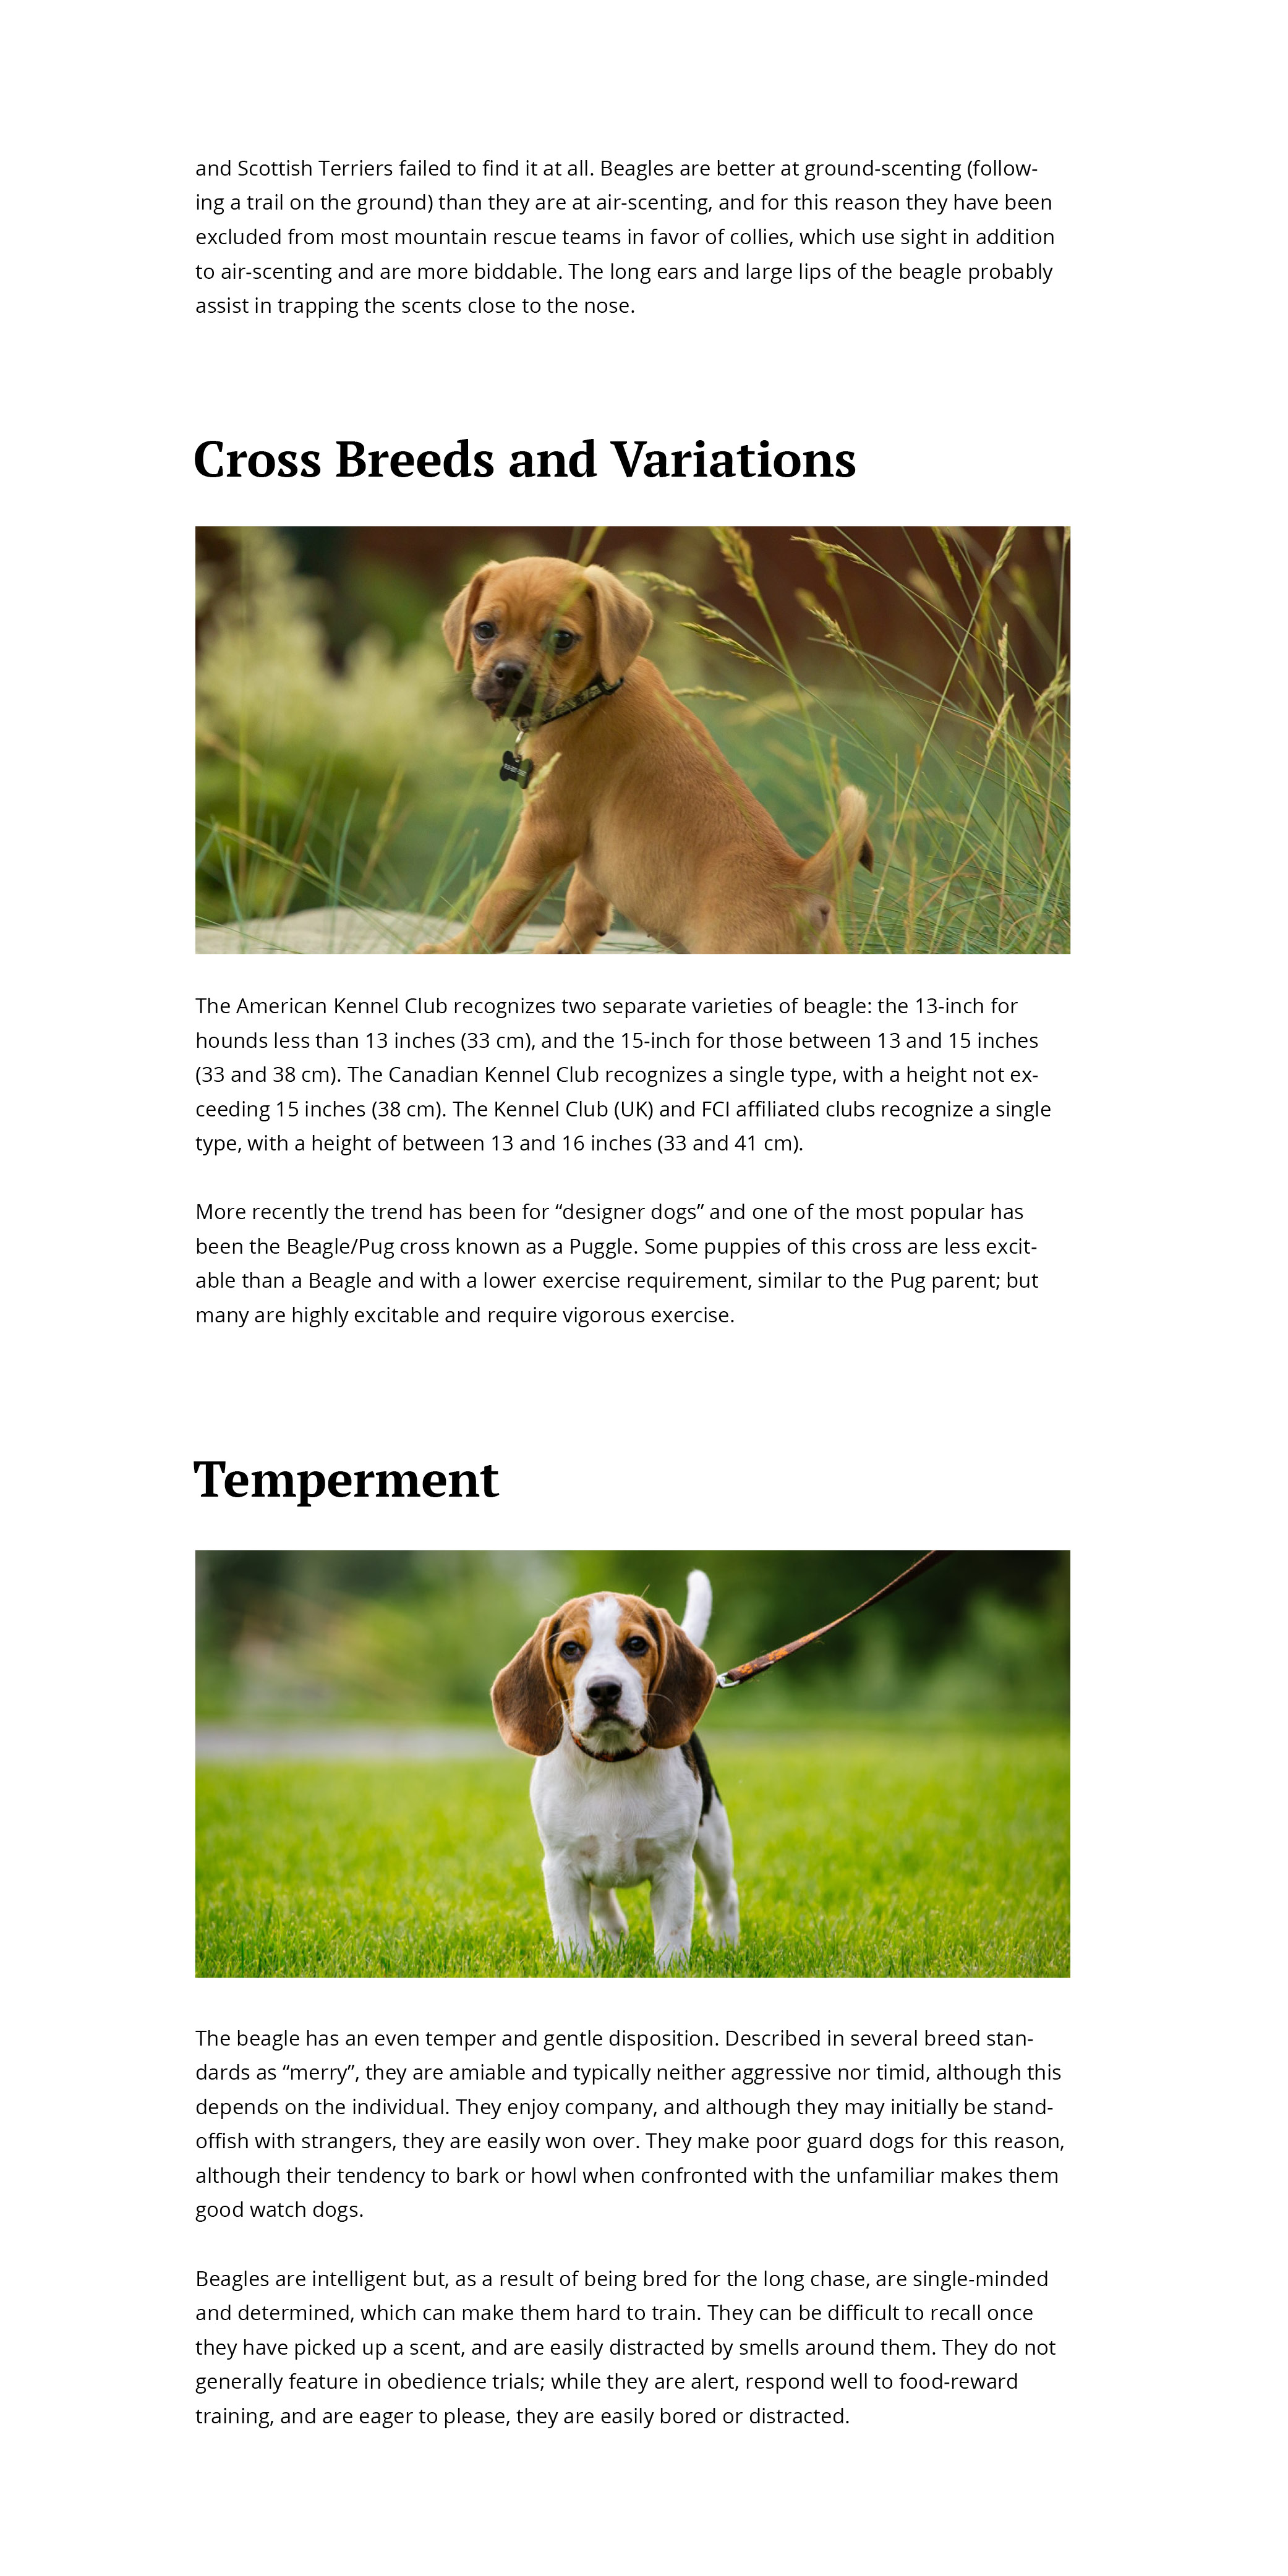 and Scottish Terriers failed to find it at all. Beagles are better at ground-scenting (follow-
ing a trail on the ground) than they are at air-scenting, and for this reason they have been
excluded from most mountain rescue teams in favor of collies, which use sight in addition
to air-scenting and are more biddable. The long ears and large lips of the beagle probably
assist in trapping the scents close to the nose.
Cross Breeds and Variations
The American Kennel Club recognizes two separate varieties of beagle: the 13-inch for
hounds less than 13 inches (33 cm), and the 15-inch for those between 13 and 15 inches
(33 and 38 cm). The Canadian Kennel Club recognizes a single type, with a height not ex-
ceeding 15 inches (38 cm). The Kennel Club (UK) and FCI affiliated clubs recognize a single
type, with a height of between 13 and 16 inches (33 and 41 cm).
More recently the trend has been for “designer dogs” and one of the most popular has
been the Beagle/Pug cross known as a Puggle. Some puppies of this cross are less excit-
able than a Beagle and with a lower exercise requirement, similar to the Pug parent; but
many are highly excitable and require vigorous exercise.
Temperment
The beagle has an even temper and gentle disposition. Described in several breed stan-
dards as “merry”, they are amiable and typically neither aggressive nor timid, although this
depends on the individual. They enjoy company, and although they may initially be stand-
offish with strangers, they are easily won over. They make poor guard dogs for this reason,
although their tendency to bark or howl when confronted with the unfamiliar makes them
good watch dogs.
Beagles are intelligent but, as a result of being bred for the long chase, are single-minded
and determined, which can make them hard to train. They can be difficult to recall once
they have picked up a scent, and are easily distracted by smells around them. They do not
generally feature in obedience trials; while they are alert, respond well to food-reward
training, and are eager to please, they are easily bored or distracted.